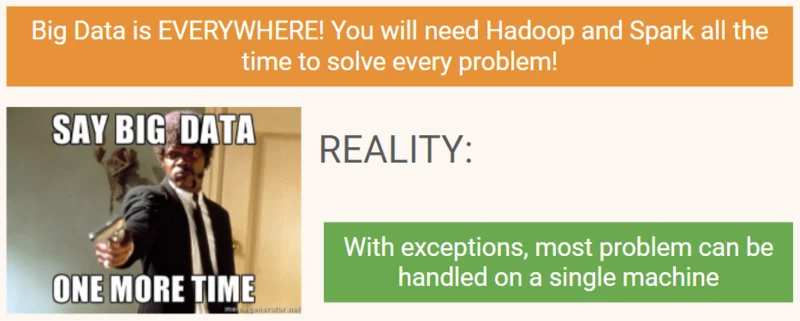 Big Data is EVERYWHERE! You will need Hadoop and Spark all the
time to solve every problem!
SAY BIG DATA
REALITY:
With exceptions, most problem can be
handled on a single machine
ONE MORE TIME
memegenerator.net